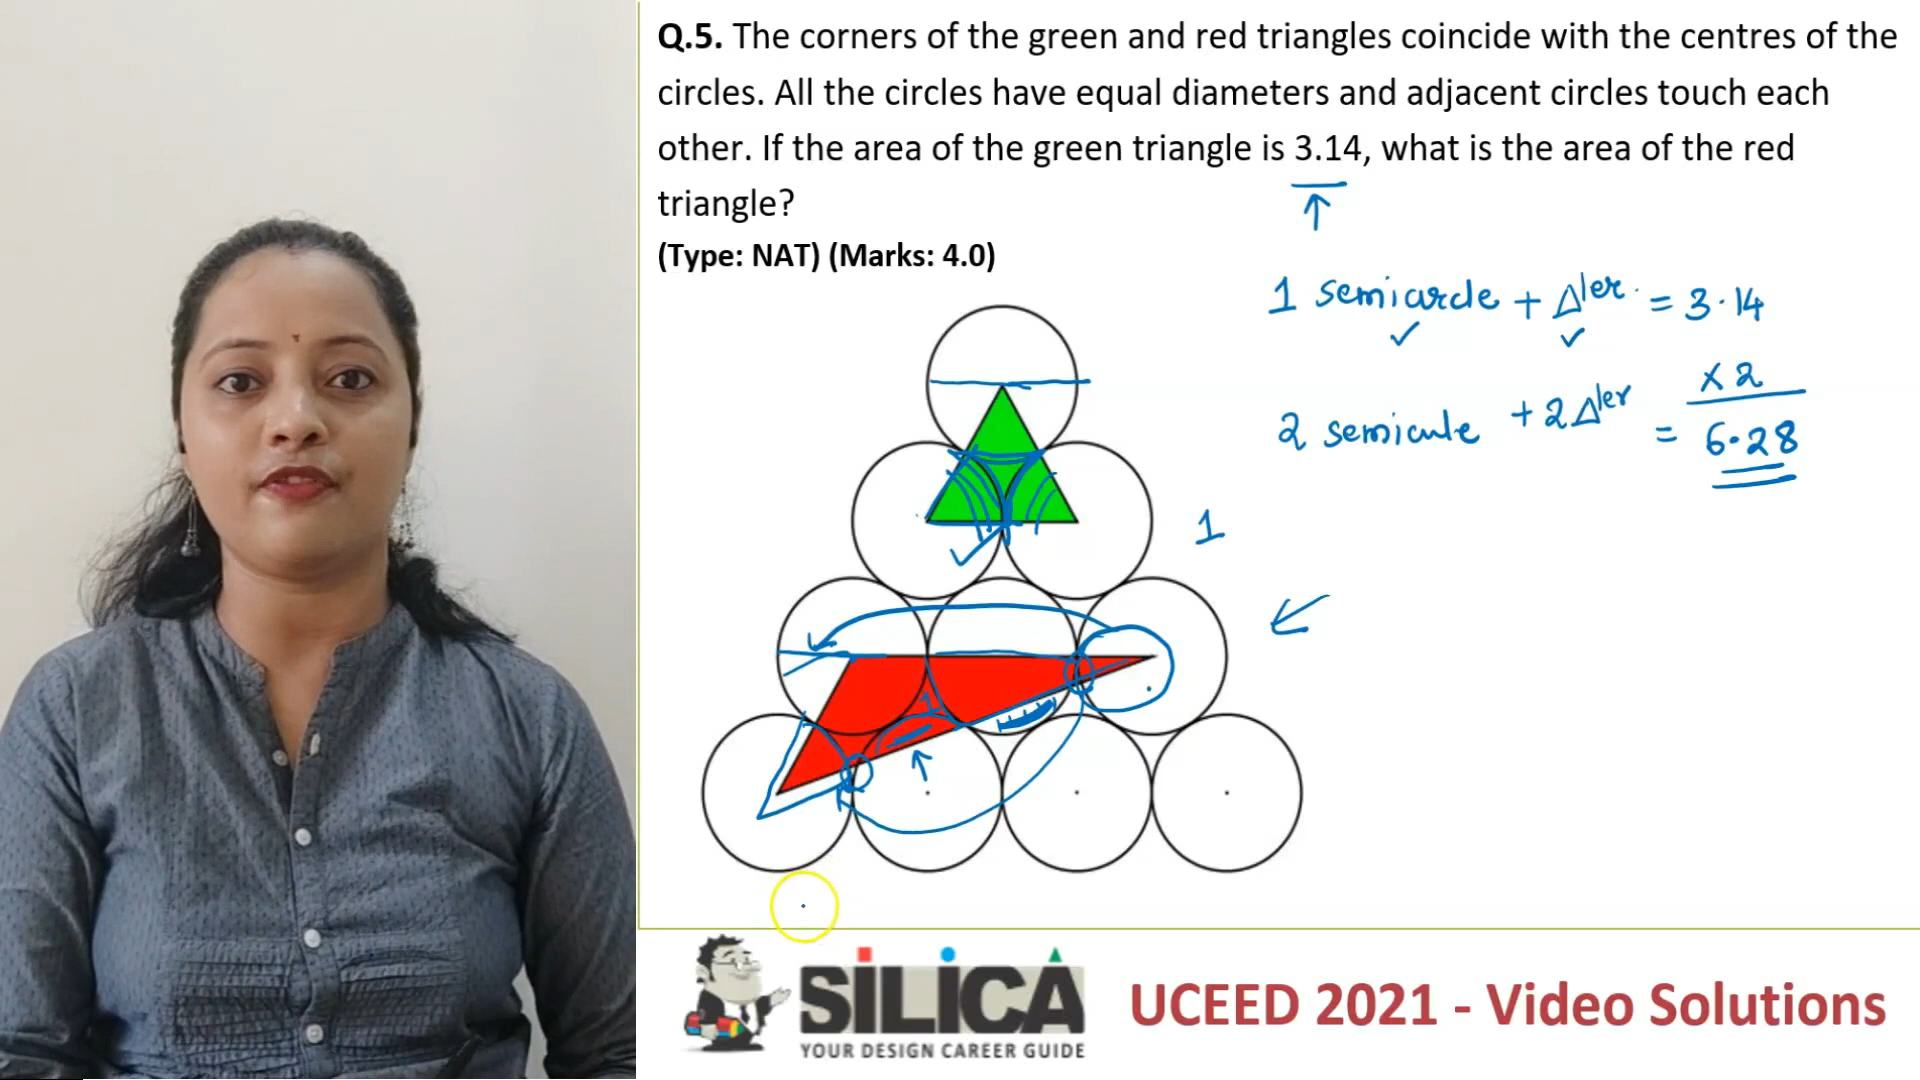 Q.5. The corners of the green and red triangles coincide with the centres of the
circles. All the circles have equal diameters and adjacent circles touch each
other. If the area of the green triangle is 3.14, what is the area of the red
triangle?
(Type: NAT) (Marks: 4.0)
1 semicircle + Δler = 3.14
× 2
2 semicircle + 2Δler = 6.28
1
1
SILICA
YOUR DESIGN CAREER GUIDE
UCEED 2021 - Video Solutions